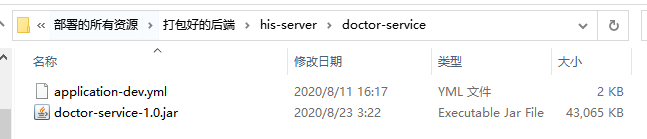 « 部署的所有资源 › 打包好的后端 › his-server › doctor-service
名称 修改日期 类型 大小
application-dev.yml 2020/8/11 16:17 YML 文件 2 KB
doctor-service-1.0.jar 2020/8/23 3:22 Executable Jar File 43,065 KB